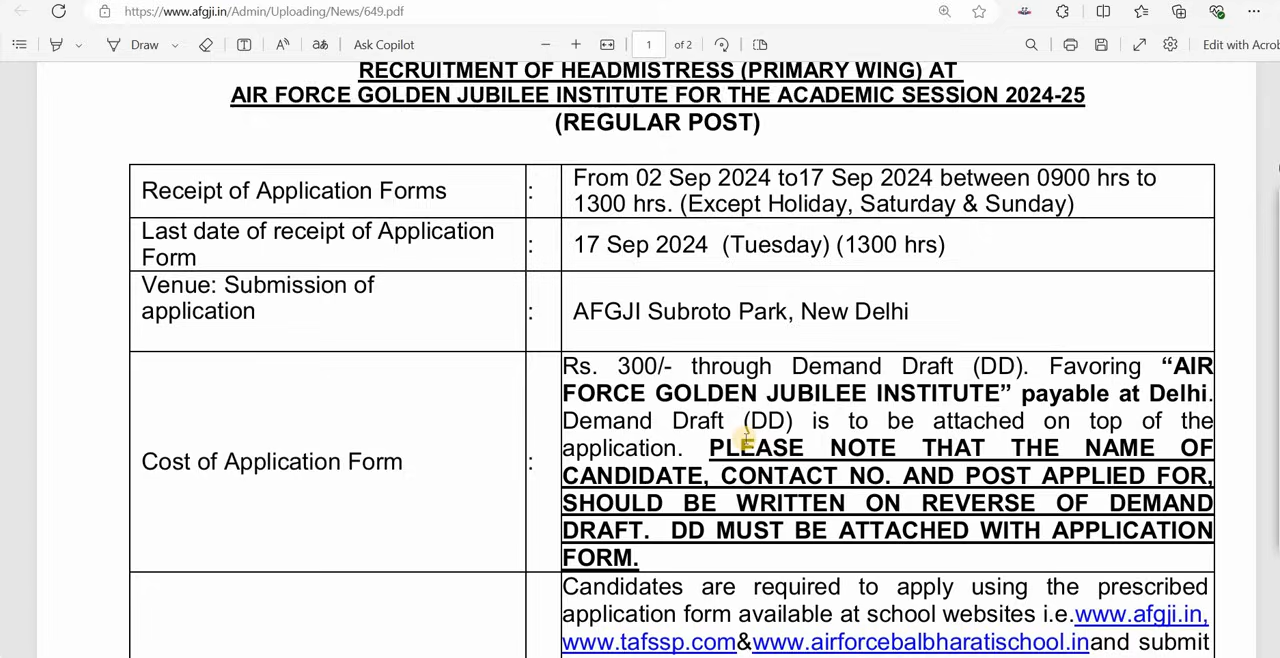 https://www.afgji.in/Admin/Uploading/News/649.pdf
Draw
Ask Copilot
1
of 2
Edit with Acrob
RECRUITMENT OF HEADMISTRESS (PRIMARY WING) AT
AIR FORCE GOLDEN JUBILEE INSTITUTE FOR THE ACADEMIC SESSION 2024-25
(REGULAR POST)
Receipt of Application Forms
:
From 02 Sep 2024 to17 Sep 2024 between 0900 hrs to
1300 hrs. (Except Holiday, Saturday & Sunday)
Last date of receipt of Application
Form
:
17 Sep 2024 (Tuesday) (1300 hrs)
Venue: Submission of
application
:
AFGJI Subroto Park, New Delhi
Cost of Application Form
:
Rs. 300/- through Demand Draft (DD). Favoring “AIR
FORCE GOLDEN JUBILEE INSTITUTE” payable at Delhi.
Demand Draft (DD) is to be attached on top of the
application. PLEASE NOTE THAT THE NAME OF
CANDIDATE, CONTACT NO. AND POST APPLIED FOR,
SHOULD BE WRITTEN ON REVERSE OF DEMAND
DRAFT. DD MUST BE ATTACHED WITH APPLICATION
FORM.
Candidates are required to apply using the prescribed
application form available at school websites i.e.www.afgji.in,
www.tafssp.com&www.airforcebalbharatischool.inand submit